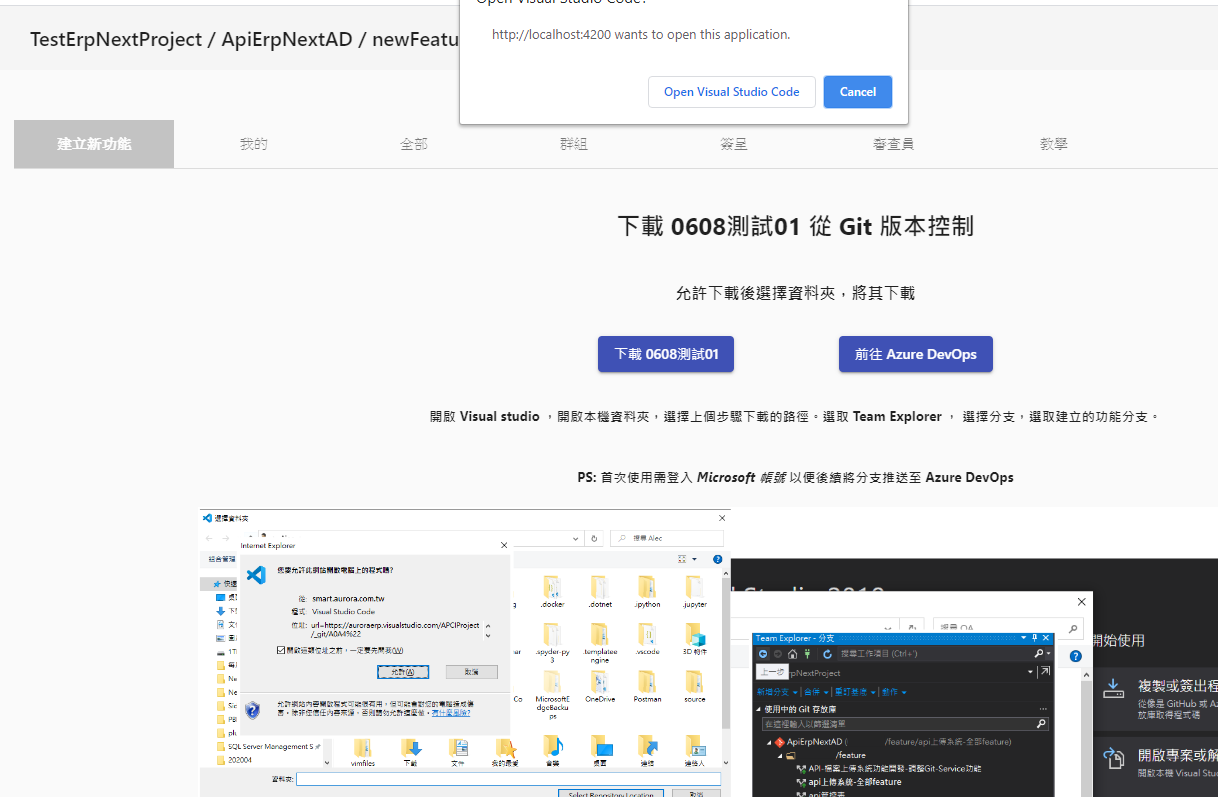 Open Visual Studio Code?
TestErpNextProject / ApiErpNextAD / newFeatu
http://localhost:4200 wants to open this application.
Open Visual Studio Code
Cancel
建立新功能
我的
全部
群組
簽呈
審查員
教學
下載 0608測試01 從 Git 版本控制
允許下載後選擇資料夾，將其下載
下載 0608測試01
前往 Azure DevOps
開啟 Visual studio ，開啟本機資料夾，選擇上個步驟下載的路徑。選取 Team Explorer ， 選擇分支，選取建立的功能分支。
PS: 首次使用需登入 Microsoft 帳號 以便後續將分支推送至 Azure DevOps
選擇資料夾
搜尋 Alec
組合管理
Internet Explorer
您要允許此網站開啟電腦上的程式嗎?
從: smart.aurora.com.tw
程式: Visual Studio Code
位址: url=https://auroraerp.visualstudio.com/APCIProject
/_git/A0A4%22
開啟這類位址之前，一定要先問我(W)
允許(A)
取消
允許網站內容開啟程式可能很有用，但可能會對您的電腦造成傷
害。除非您信任內容來源，否則請勿允許這麼做。有什麼風險?
快速
SQL Server Management S
202004
.docker
.dotnet
.ipython
.jupyter
.spyder-py
3
.templatee
ngine
.vscode
3D 物件
MicrosoftE
dgeBacku
ps
OneDrive
Postman
source
vimfiles
下載
文件
我的最愛
音樂
桌面
連結
連絡人
資料夾:
Select Repository Location
取消
搜尋 QA
Team Explorer - 分支
搜尋工作項目 (Ctrl+')
上一步
rpNextProject
新增分支
合併
重訂基底
動作
使用中的 Git 存放庫
在這裡輸入以篩選清單
ApiErpNextAD (
/feature/api上傳系統-全部feature)
/feature
API-檔案上傳系統功能開發-調整Git-Service功能
api上傳系統-全部feature
開始使用
複製或簽出程
從像是 GitHub 或 Az
放庫取得程式碼
開啟專案或解
開啟本機 Visual Stud